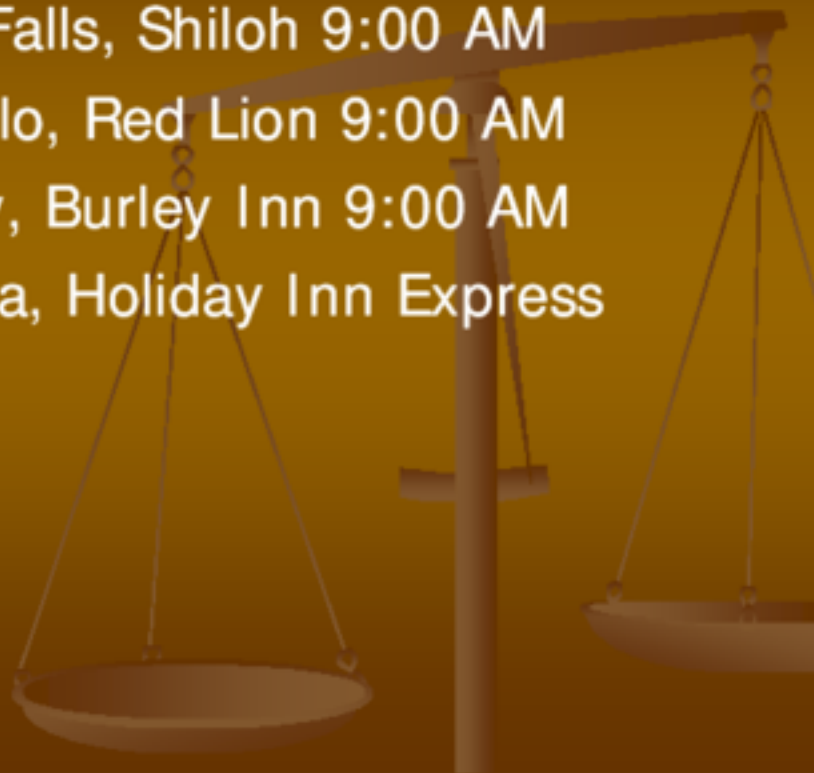 Falls, Shiloh 9:00 AM
lo, Red Lion 9:00 AM
, Burley Inn 9:00 AM
a, Holiday Inn Express